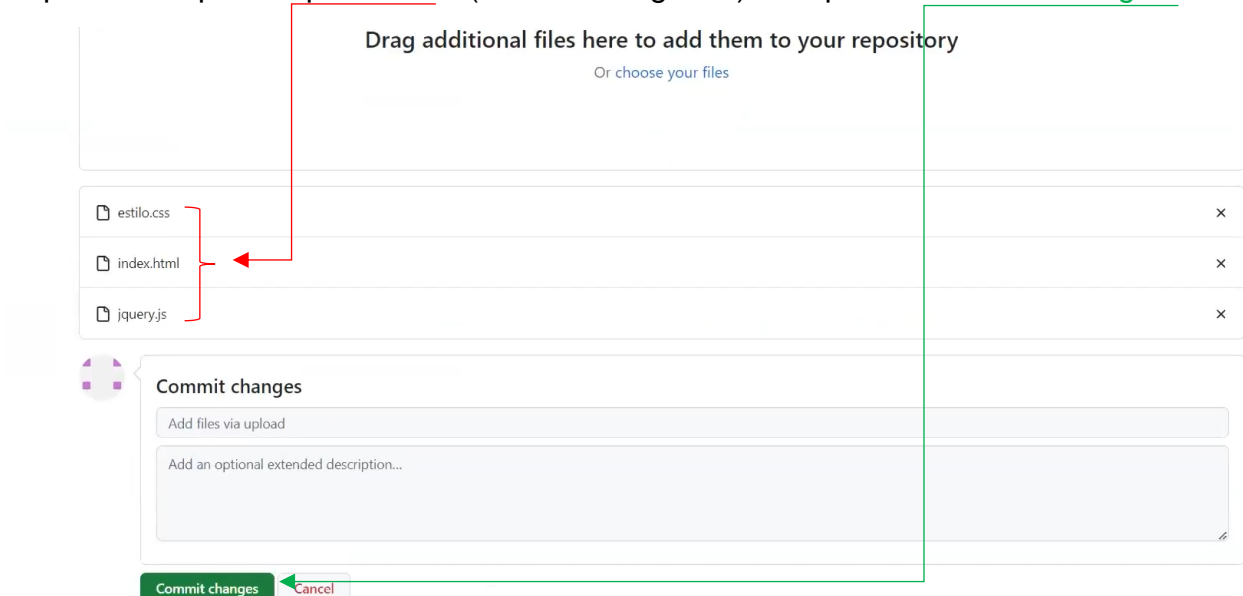 Drag additional files here to add them to your repository
Or choose your files
estilo.css
index.html
jquery.js
Commit changes
Add files via upload
Add an optional extended description...
Commit changes Cancel